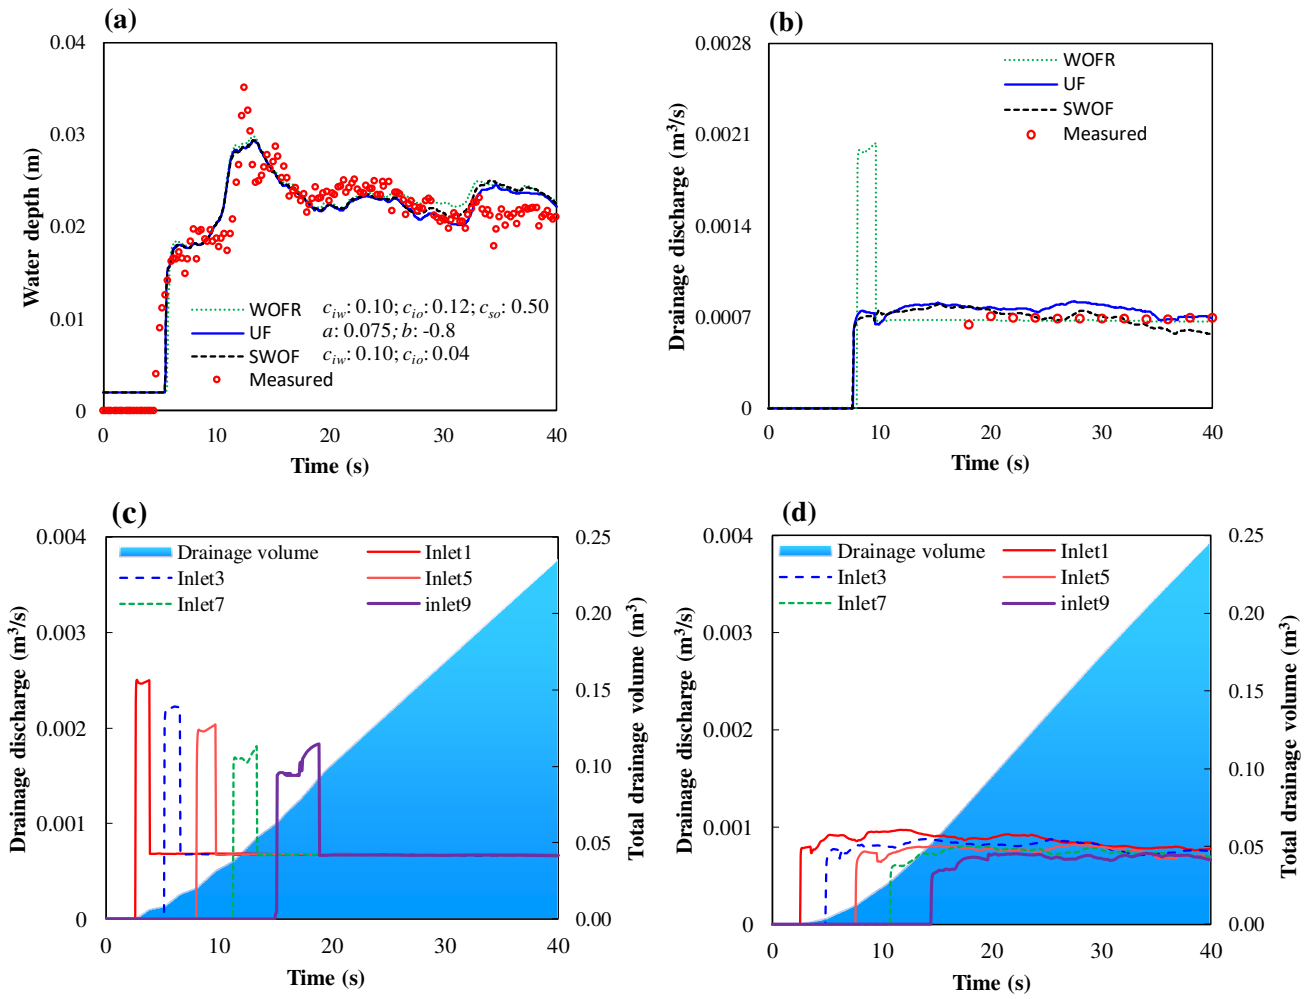 (a)
0.04
0.03
0.02
0.01
0
Water depth (m)
WOFR c_iw: 0.10; c_io: 0.12; c_so: 0.50
UF a: 0.075; b: -0.8
SWOF c_iw: 0.10; c_io: 0.04
Measured
0 10 20 30 40
Time (s)
(b)
0.0028
0.0021
0.0014
0.0007
0
Drainage discharge (m³/s)
WOFR
UF
SWOF
Measured
0 10 20 30 40
Time (s)
(c)
0.004
0.003
0.002
0.001
0
Drainage discharge (m³/s)
Drainage volume Inlet1
Inlet3 Inlet5
Inlet7 inlet9
0.25
0.20
0.15
0.10
0.05
0.00
Total drainage volume (m³)
0 10 20 30 40
Time (s)
(d)
0.004
0.003
0.002
0.001
0
Drainage discharge (m³/s)
Drainage volume Inlet1
Inlet3 Inlet5
Inlet7 inlet9
0.25
0.20
0.15
0.10
0.05
0.00
Total drainage volume (m³)
0 10 20 30 40
Time (s)